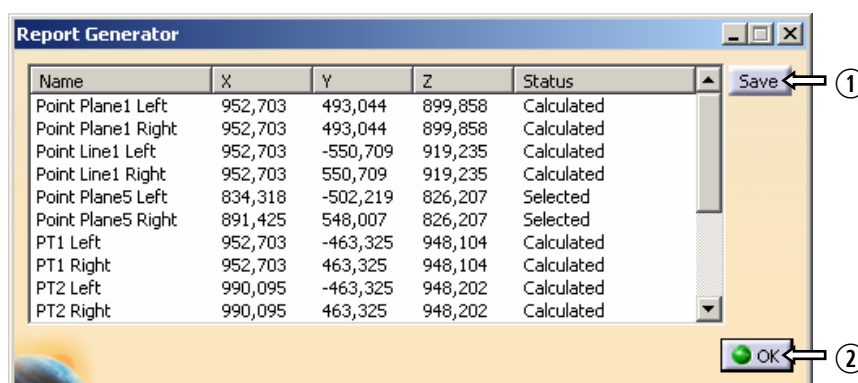 Report Generator
Name X Y Z Status
Save ①
Point Plane1 Left 952,703 493,044 899,858 Calculated
Point Plane1 Right 952,703 493,044 899,858 Calculated
Point Line1 Left 952,703 -550,709 919,235 Calculated
Point Line1 Right 952,703 550,709 919,235 Calculated
Point Plane5 Left 834,318 -502,219 826,207 Selected
Point Plane5 Right 891,425 548,007 826,207 Selected
PT1 Left 952,703 -463,325 948,104 Calculated
PT1 Right 952,703 463,325 948,104 Calculated
PT2 Left 990,095 -463,325 948,202 Calculated
PT2 Right 990,095 463,325 948,202 Calculated
OK ②